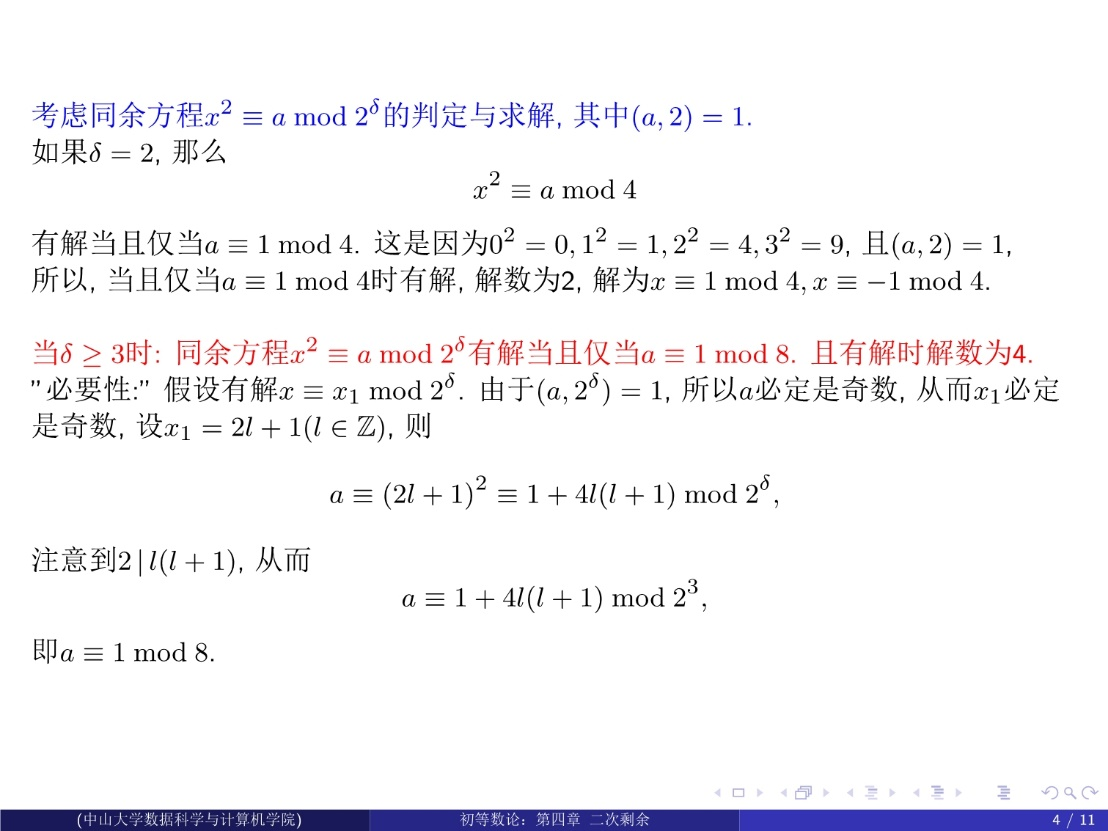 考虑同余方程x² ≡ a mod 2^δ的判定与求解, 其中(a, 2) = 1.
如果δ = 2, 那么
x² ≡ a mod 4
有解当且仅当a ≡ 1 mod 4. 这是因为0² = 0, 1² = 1, 2² = 4, 3² = 9, 且(a, 2) = 1,
所以, 当且仅当a ≡ 1 mod 4时有解, 解数为2, 解为x ≡ 1 mod 4, x ≡ −1 mod 4.
当δ ≥ 3时: 同余方程x² ≡ a mod 2^δ有解当且仅当a ≡ 1 mod 8. 且有解时解数为4.
"必要性:" 假设有解x ≡ x₁ mod 2^δ. 由于(a, 2^δ) = 1, 所以a必定是奇数, 从而x₁必定
是奇数, 设x₁ = 2l + 1(l ∈ ℤ), 则
a ≡ (2l + 1)² ≡ 1 + 4l(l + 1) mod 2^δ,
注意到2 | l(l + 1), 从而
a ≡ 1 + 4l(l + 1) mod 2³,
即a ≡ 1 mod 8.
(中山大学数据科学与计算机学院) 初等数论: 第四章 二次剩余 4 / 11